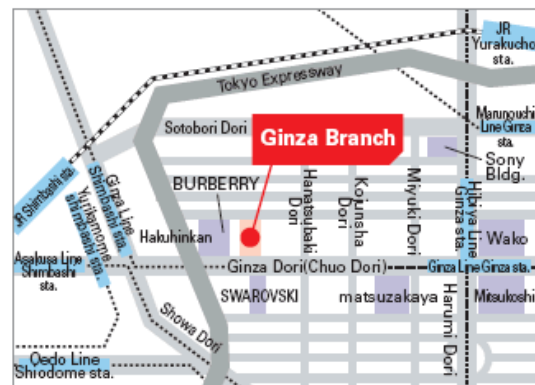 JR
Yurakucho
sta.
Tokyo Expressway
Marunouchi
Line Ginza
sta.
Sotobori Dori
Ginza Branch
Sony
Bldg.
JR Shimbashi sta.
Ginza Line
Shimbashi sta.
Yurikamome
shimbashi sta.
BURBERRY
Hanatsubaki
Dori
Kojunsha
Dori
Miyuki Dori
Hibiya Line
Ginza sta.
Hakuhinkan
Wako
Asakusa Line
Shimbashi
sta.
Ginza Dori(Chuo Dori)
Ginza Line Ginza sta.
SWAROVSKI
matsuzakaya
Harumi Dori
Mitsukoshi
Showa Dori
Oedo Line
Shrodome sta.